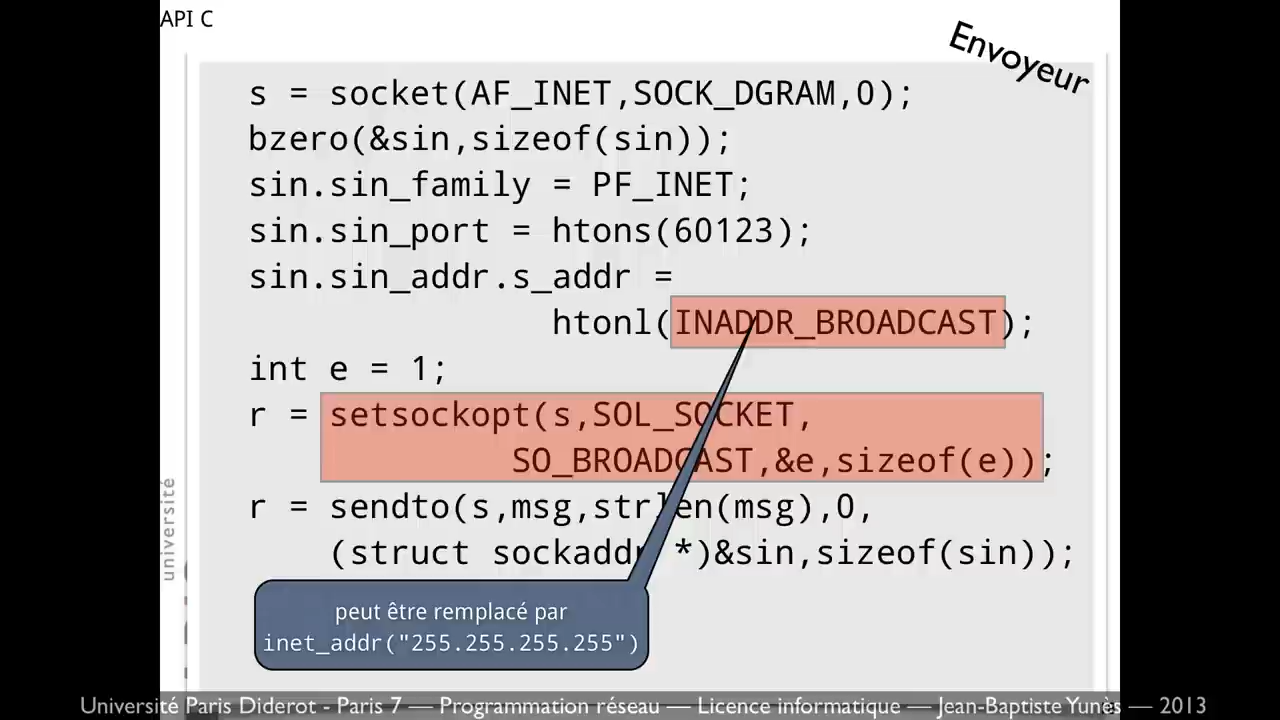 API C
Envoyeur
s = socket(AF_INET,SOCK_DGRAM,0);
bzero(&sin,sizeof(sin));
sin.sin_family = PF_INET;
sin.sin_port = htons(60123);
sin.sin_addr.s_addr =
htonl(INADDR_BROADCAST);
int e = 1;
r = setsockopt(s,SOL_SOCKET,
SO_BROADCAST,&e,sizeof(e));
r = sendto(s,msg,strlen(msg),0,
(struct sockaddr *)&sin,sizeof(sin));
peut être remplacé par
inet_addr("255.255.255.255")
université
Université Paris Diderot - Paris 7 — Programmation réseau — Licence informatique — Jean-Baptiste Yunès — 2013